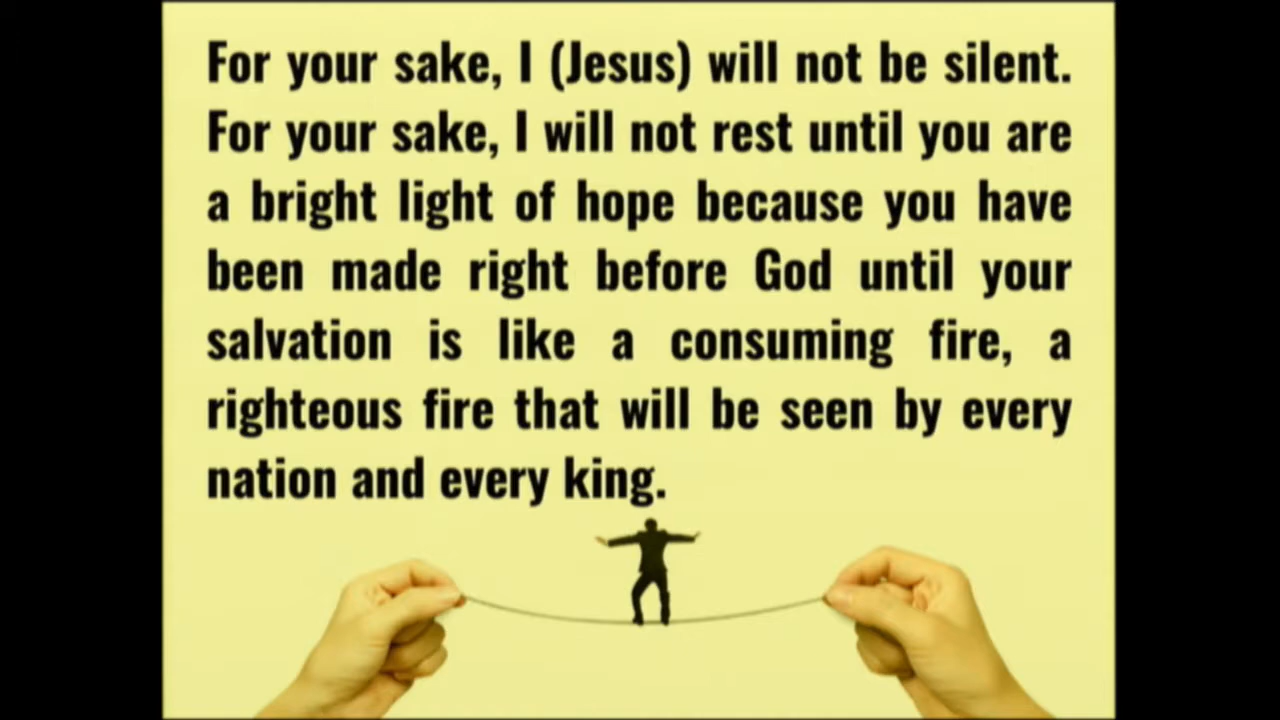 For your sake, I (Jesus) will not be silent.
For your sake, I will not rest until you are
a bright light of hope because you have
been made right before God until your
salvation is like a consuming fire, a
righteous fire that will be seen by every
nation and every king.